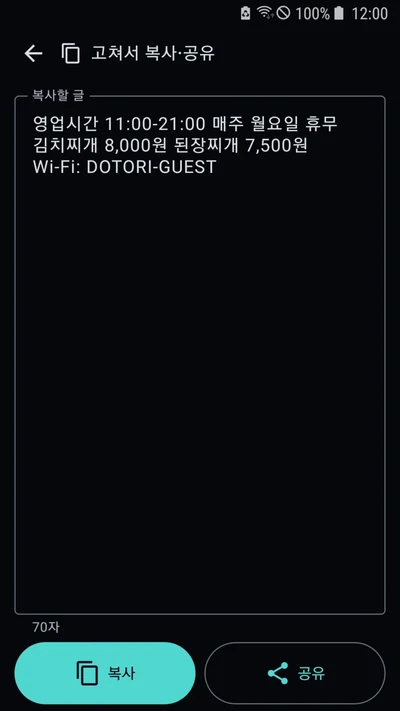 100% 12:00
고쳐서 복사·공유
복사할 글
영업시간 11:00-21:00 매주 월요일 휴무
김치찌개 8,000원 된장찌개 7,500원
Wi-Fi: DOTORI-GUEST
70자
복사
공유